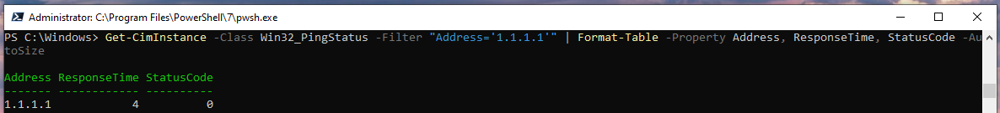 Administrator: C:\Program Files\PowerShell\7\pwsh.exe
PS C:\Windows> Get-CimInstance -Class Win32_PingStatus -Filter "Address='1.1.1.1'" | Format-Table -Property Address, ResponseTime, StatusCode -Au
toSize
Address ResponseTime StatusCode
------- ------------ ----------
1.1.1.1            4          0